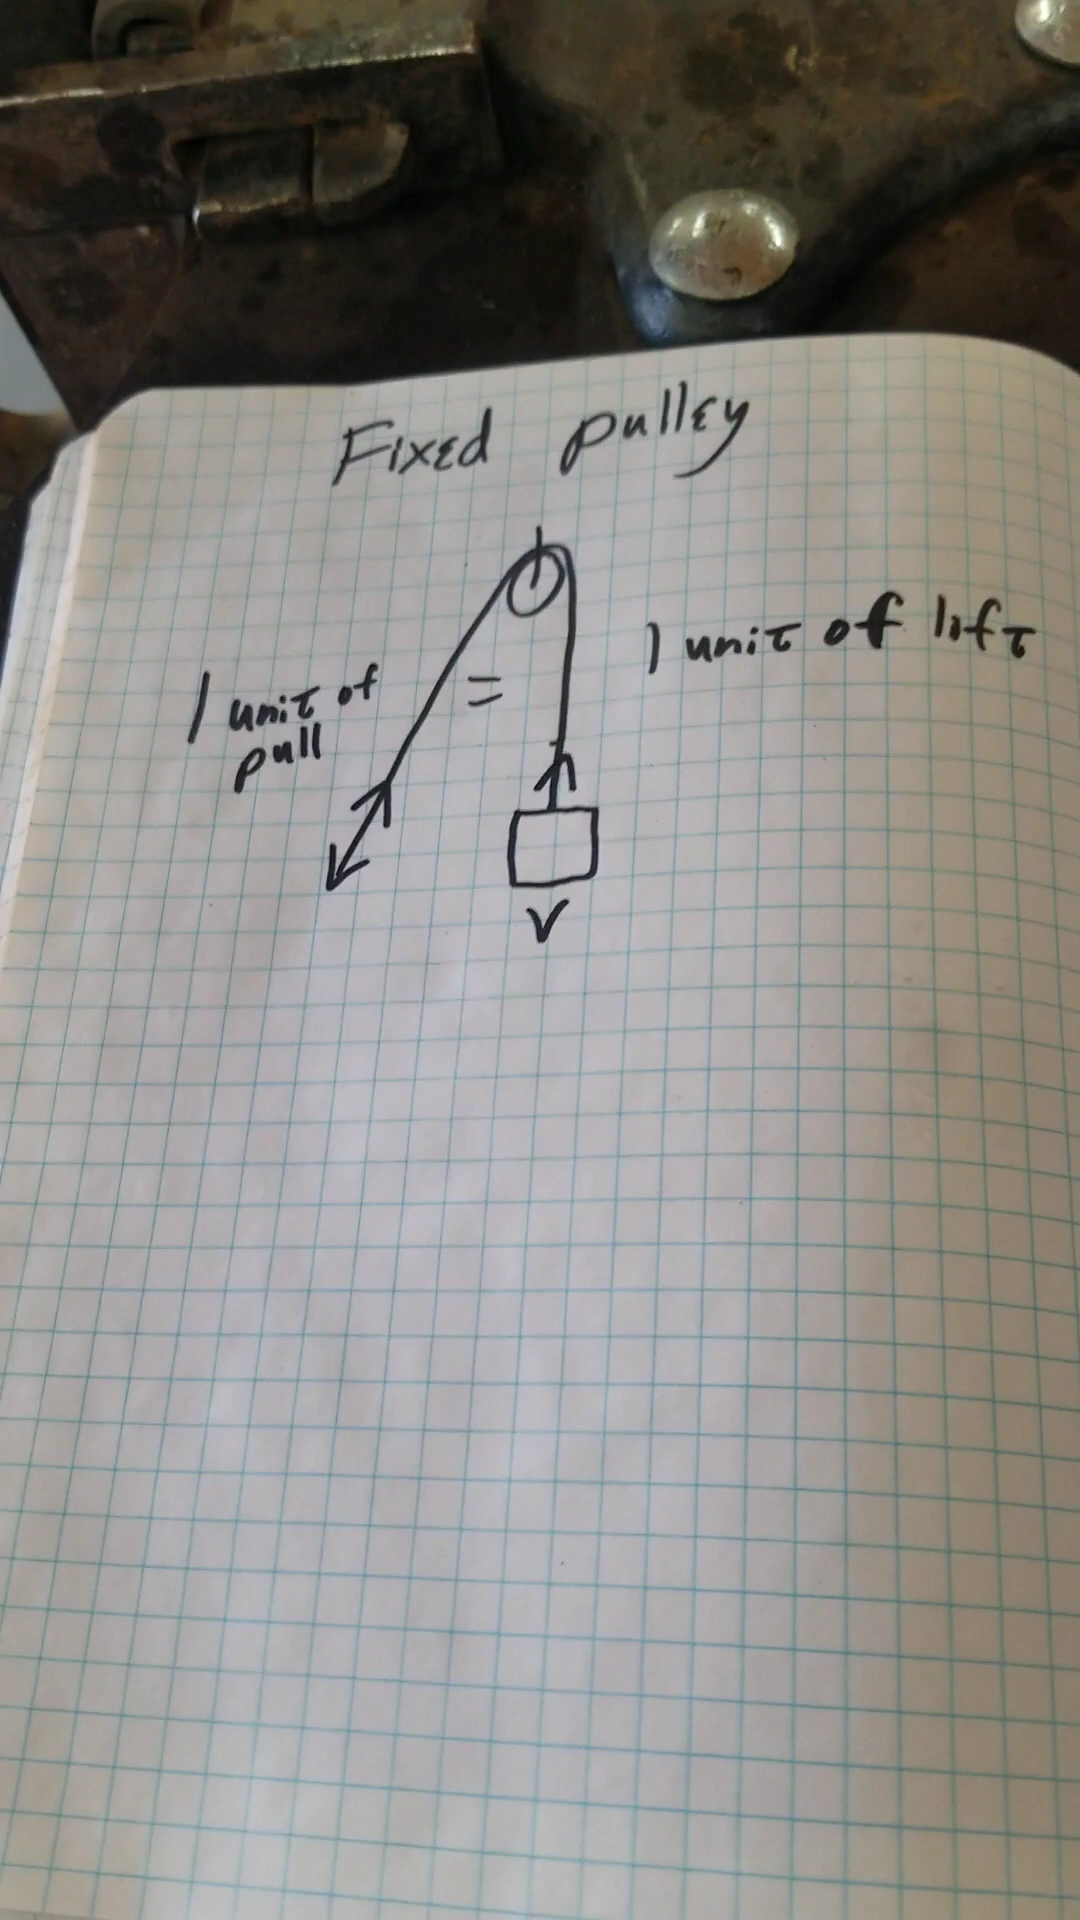 Fixed pulley
1 unit of lift
1 unit of
pull
=